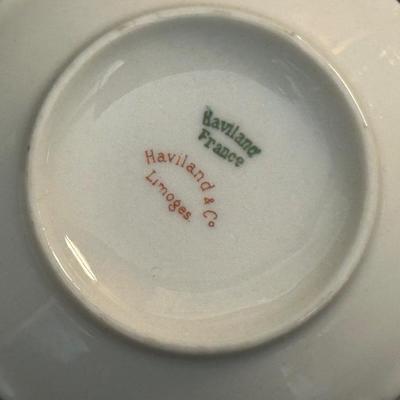 Haviland
France
Haviland & Co
Limoges.